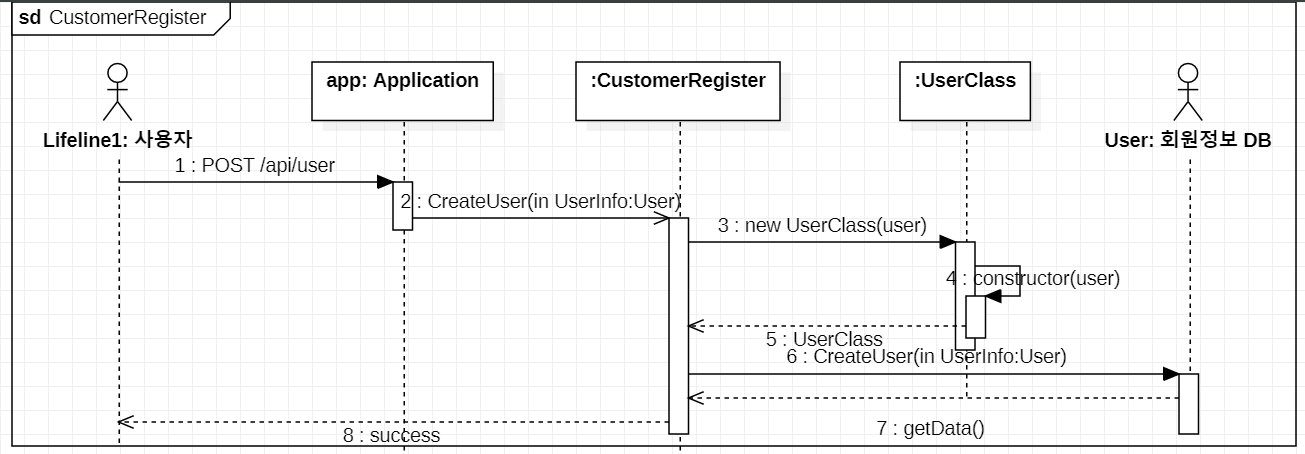 sd CustomerRegister
app: Application
:CustomerRegister
:UserClass
Lifeline1: 사용자
User: 회원정보 DB
1 : POST /api/user
2 : CreateUser(in UserInfo:User)
3 : new UserClass(user)
4 : constructor(user)
5 : UserClass
6 : CreateUser(in UserInfo:User)
7 : getData()
8 : success